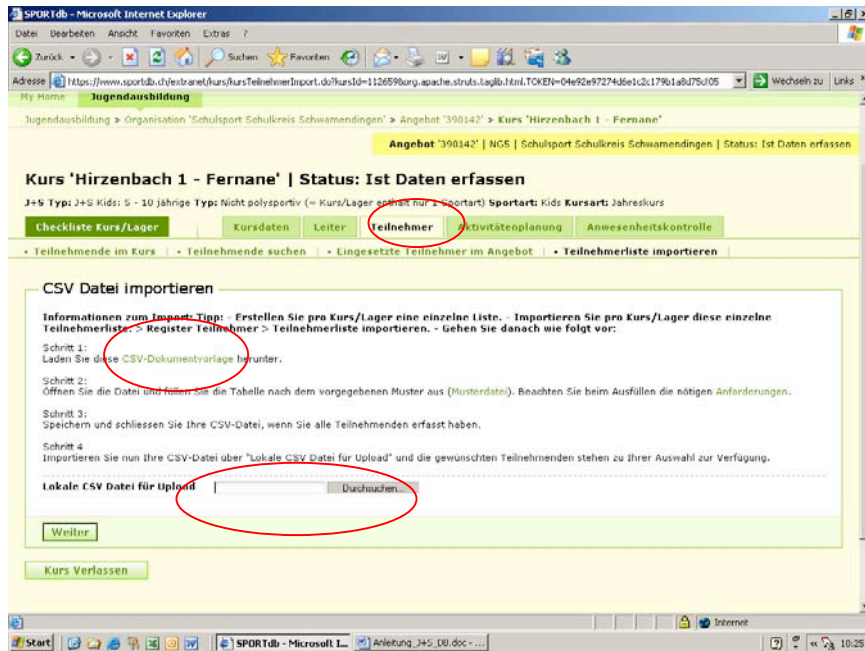 SPORTdb - Microsoft Internet Explorer
Datei Bearbeiten Ansicht Favoriten Extras ?
Zurück Suchen Favoriten
Adresse https://www.sportdb.ch/extranet/kurs/kursTeilnehmerImport.do?kursId=1126598org.apache.struts.taglib.html.TOKEN=04e92e97274d6e1c2c179b1a8d75cf05 Wechseln zu Links »
My Home Jugendausbildung
Jugendausbildung > Organisation 'Schulsport Schulkreis Schwamendingen' > Angebot '390142' > Kurs 'Hirzenbach 1 - Fernane'
Angebot '390142' | NG5 | Schulsport Schulkreis Schwamendingen | Status: Ist Daten erfassen
Kurs 'Hirzenbach 1 - Fernane' | Status: Ist Daten erfassen
J+S Typ: J+S Kids: 5 - 10 jährige Typ: Nicht polysportiv (= Kurs/Lager enthält nur 1 Sportart) Sportart: Kids Kursart: Jahreskurs
Checkliste Kurs/Lager Kursdaten Leiter Teilnehmer Aktivitätenplanung Anwesenheitskontrolle
• Teilnehmende im Kurs | • Teilnehmende suchen | • Eingesetzte Teilnehmer im Angebot | • Teilnehmerliste importieren |
CSV Datei importieren
Informationen zum Import: Tipp: - Erstellen Sie pro Kurs/Lager eine einzelne Liste. - Importieren Sie pro Kurs/Lager diese einzelne
Teilnehmerliste: > Register Teilnehmer > Teilnehmerliste importieren. - Gehen Sie danach wie folgt vor:
Schritt 1:
Laden Sie diese CSV-Dokumentvorlage herunter.
Schritt 2:
Öffnen Sie die Datei und füllen Sie die Tabelle nach dem vorgegebenen Muster aus (Musterdatei). Beachten Sie beim Ausfüllen die nötigen Anforderungen.
Schritt 3:
Speichern und schliessen Sie Ihre CSV-Datei, wenn Sie alle Teilnehmenden erfasst haben.
Schritt 4
Importieren Sie nun Ihre CSV-Datei über "Lokale CSV Datei für Upload" und die gewünschten Teilnehmenden stehen zu Ihrer Auswahl zur Verfügung.
Lokale CSV Datei für Upload Durchsuchen...
Weiter
Kurs Verlassen
Internet
Start SPORTdb - Microsoft I... Anleitung_J+S_DB.doc - ... 10:25